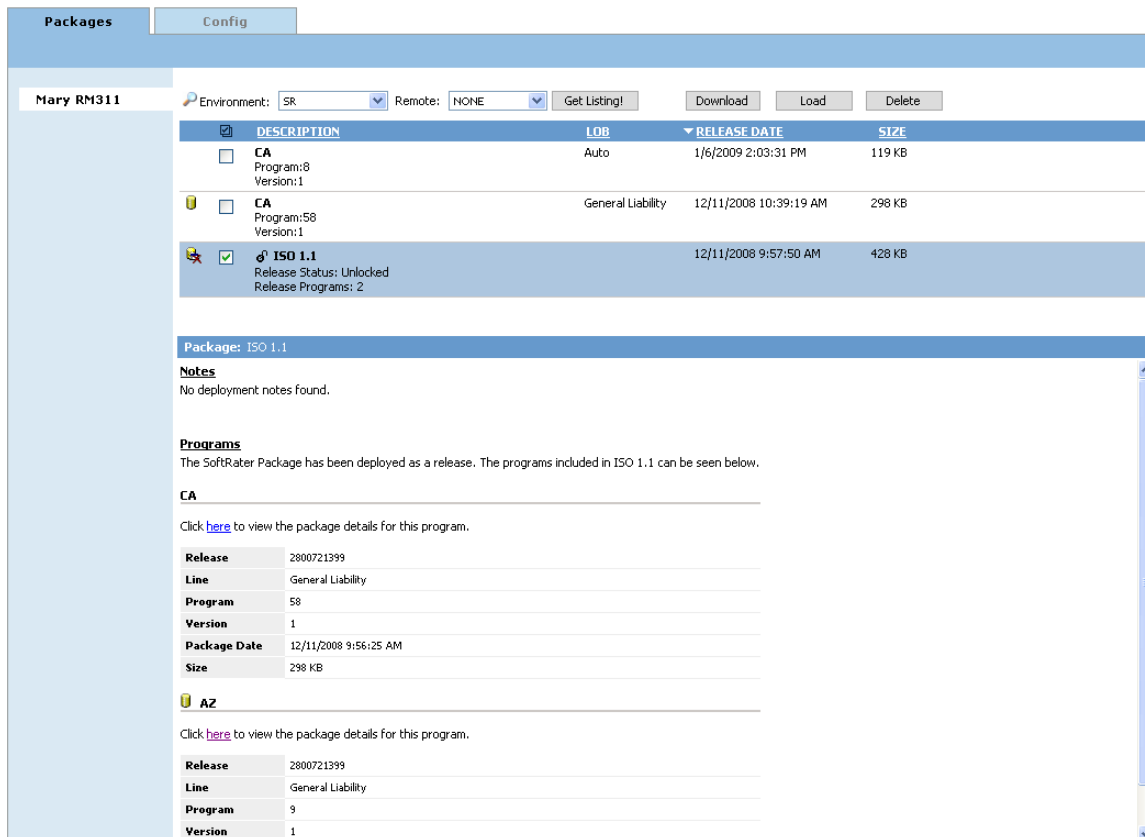 Packages Config
Mary RM311
Environment: SR Remote: NONE Get Listing! Download Load Delete
DESCRIPTION LOB RELEASE DATE SIZE
CA Auto 1/6/2009 2:03:31 PM 119 KB
Program:8
Version:1
CA General Liability 12/11/2008 10:39:19 AM 298 KB
Program:58
Version:1
ISO 1.1 12/11/2008 9:57:50 AM 428 KB
Release Status: Unlocked
Release Programs: 2
Package: ISO 1.1
Notes
No deployment notes found.
Programs
The SoftRater Package has been deployed as a release. The programs included in ISO 1.1 can be seen below.
CA
Click here to view the package details for this program.
Release 2800721399
Line General Liability
Program 58
Version 1
Package Date 12/11/2008 9:56:25 AM
Size 298 KB
AZ
Click here to view the package details for this program.
Release 2800721399
Line General Liability
Program 9
Version 1